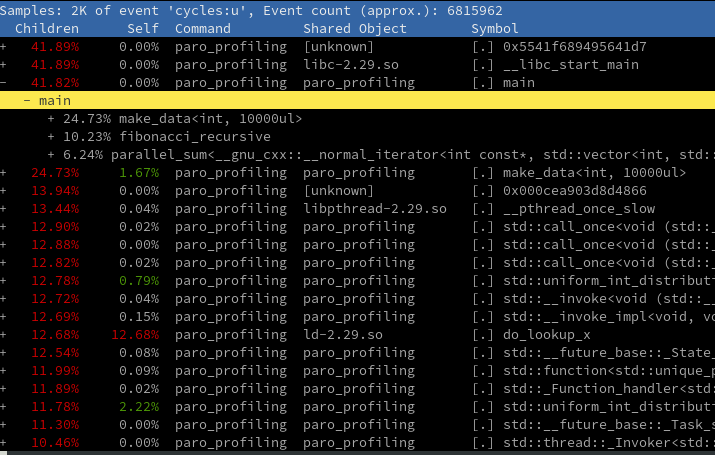 Samples: 2K of event 'cycles:u', Event count (approx.): 6815962
Children Self Command Shared Object Symbol
+ 41.89% 0.00% paro_profiling [unknown] [.] 0x5541f689495641d7
+ 41.89% 0.00% paro_profiling libc-2.29.so [.] __libc_start_main
- 41.82% 0.00% paro_profiling paro_profiling [.] main
- main
+ 24.73% make_data<int, 10000ul>
+ 10.23% fibonacci_recursive
+ 6.24% parallel_sum<__gnu_cxx::__normal_iterator<int const*, std::vector<int, std::
+ 24.73% 1.67% paro_profiling paro_profiling [.] make_data<int, 10000ul>
+ 13.94% 0.00% paro_profiling [unknown] [.] 0x000cea903d8d4866
+ 13.44% 0.04% paro_profiling libpthread-2.29.so [.] __pthread_once_slow
+ 12.90% 0.02% paro_profiling paro_profiling [.] std::call_once<void (std::_
+ 12.88% 0.00% paro_profiling paro_profiling [.] std::call_once<void (std::_
+ 12.82% 0.02% paro_profiling paro_profiling [.] std::call_once<void (std::_
+ 12.78% 0.79% paro_profiling paro_profiling [.] std::uniform_int_distributi
+ 12.72% 0.04% paro_profiling paro_profiling [.] std::__invoke<void (std::__
+ 12.69% 0.15% paro_profiling paro_profiling [.] std::__invoke_impl<void, vo
+ 12.68% 12.68% paro_profiling ld-2.29.so [.] do_lookup_x
+ 12.54% 0.08% paro_profiling paro_profiling [.] std::__future_base::_State_
+ 11.99% 0.09% paro_profiling paro_profiling [.] std::function<std::unique_p
+ 11.89% 0.02% paro_profiling paro_profiling [.] std::_Function_handler<std:
+ 11.78% 2.22% paro_profiling paro_profiling [.] std::uniform_int_distributi
+ 11.30% 0.00% paro_profiling paro_profiling [.] std::__future_base::_Task_s
+ 10.46% 0.00% paro_profiling paro_profiling [.] std::thread::_Invoker<std::